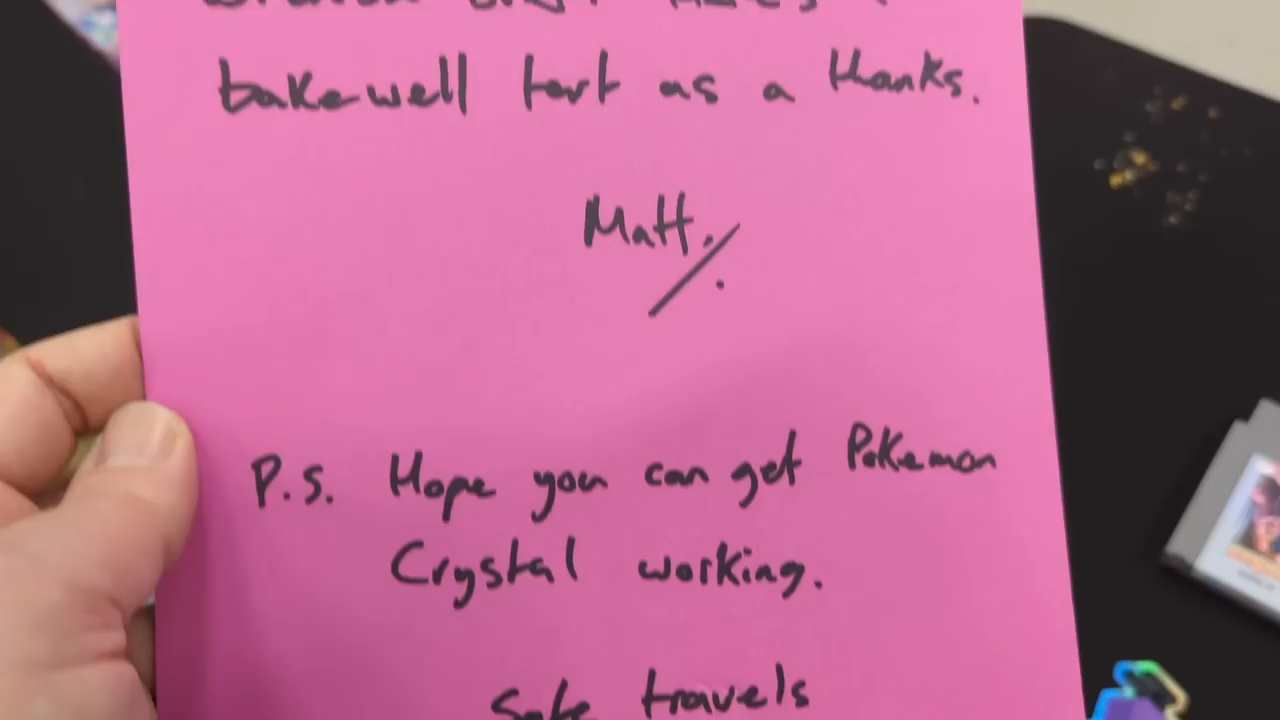 bakewell tart as a thanks.
Matt.
P.S. Hope you can get Pokemon
Crystal working.
Safe travels